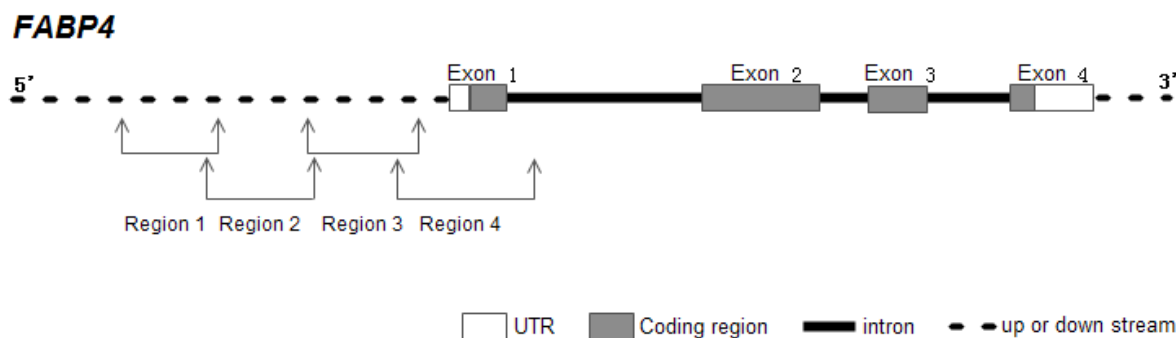 FABP4
5' Exon 1 Exon 2 Exon 3 Exon 4 3'
Region 1 Region 2 Region 3 Region 4
UTR Coding region intron up or down stream